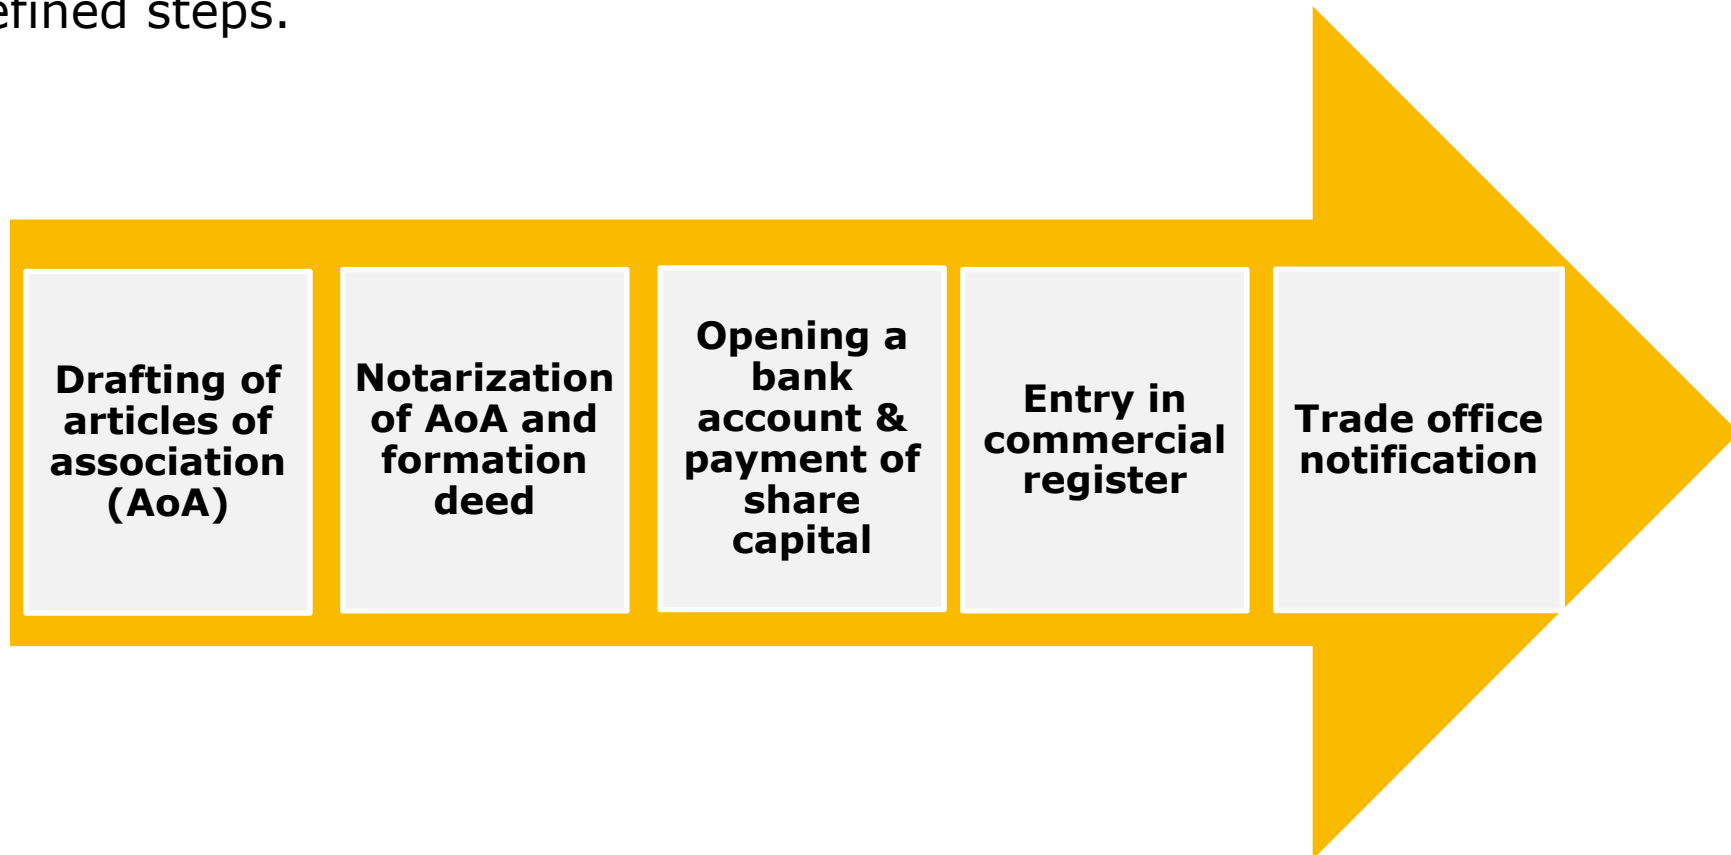 efined steps.
Drafting of
articles of
association
(AoA)
Notarization
of AoA and
formation
deed
Opening a
bank
account &
payment of
share
capital
Entry in
commercial
register
Trade office
notification